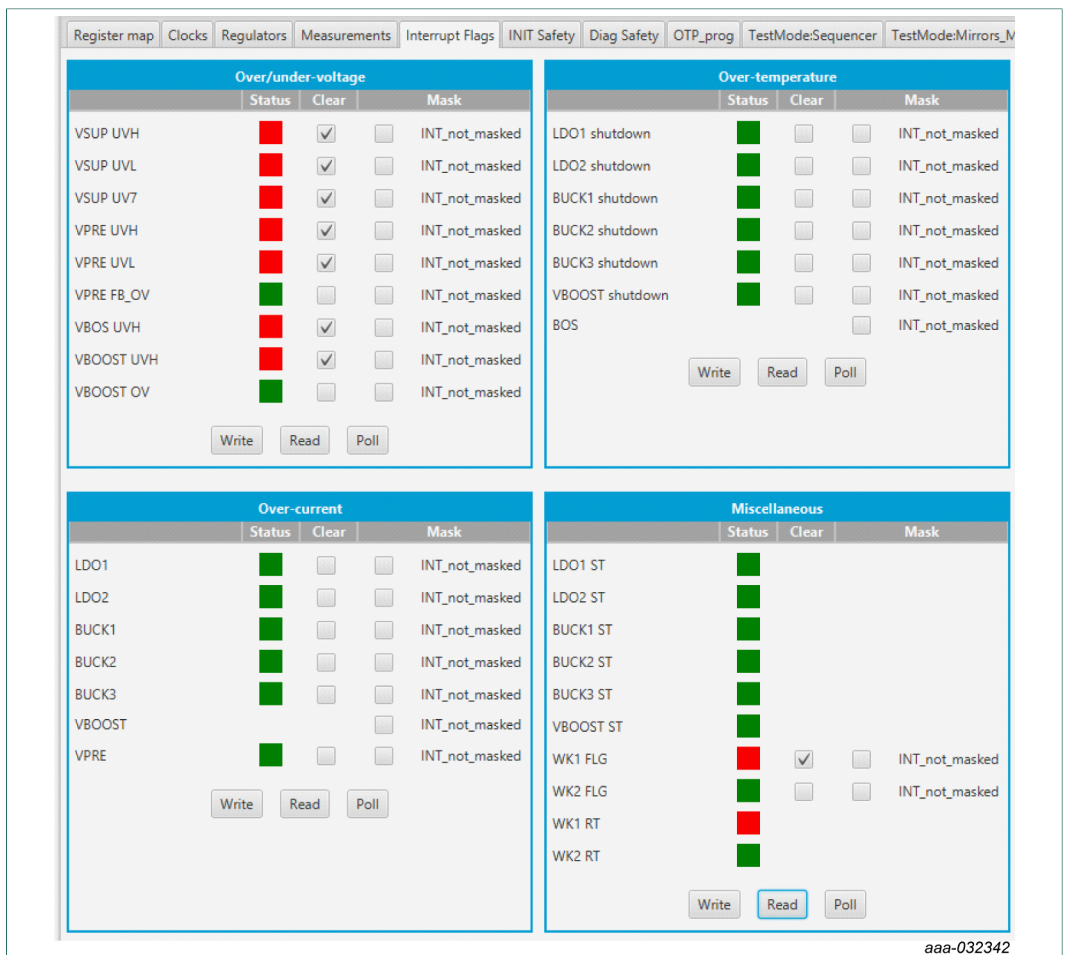 Register map Clocks Regulators Measurements Interrupt Flags INIT Safety Diag Safety OTP_prog TestMode:Sequencer TestMode:Mirrors_M
Over/under-voltage
Status Clear Mask
VSUP UVH INT_not_masked
VSUP UVL INT_not_masked
VSUP UV7 INT_not_masked
VPRE UVH INT_not_masked
VPRE UVL INT_not_masked
VPRE FB_OV INT_not_masked
VBOS UVH INT_not_masked
VBOOST UVH INT_not_masked
VBOOST OV INT_not_masked
Write Read Poll
Over-temperature
Status Clear Mask
LDO1 shutdown INT_not_masked
LDO2 shutdown INT_not_masked
BUCK1 shutdown INT_not_masked
BUCK2 shutdown INT_not_masked
BUCK3 shutdown INT_not_masked
VBOOST shutdown INT_not_masked
BOS INT_not_masked
Write Read Poll
Over-current
Status Clear Mask
LDO1 INT_not_masked
LDO2 INT_not_masked
BUCK1 INT_not_masked
BUCK2 INT_not_masked
BUCK3 INT_not_masked
VBOOST INT_not_masked
VPRE INT_not_masked
Write Read Poll
Miscellaneous
Status Clear Mask
LDO1 ST
LDO2 ST
BUCK1 ST
BUCK2 ST
BUCK3 ST
VBOOST ST
WK1 FLG INT_not_masked
WK2 FLG INT_not_masked
WK1 RT
WK2 RT
Write Read Poll
aaa-032342